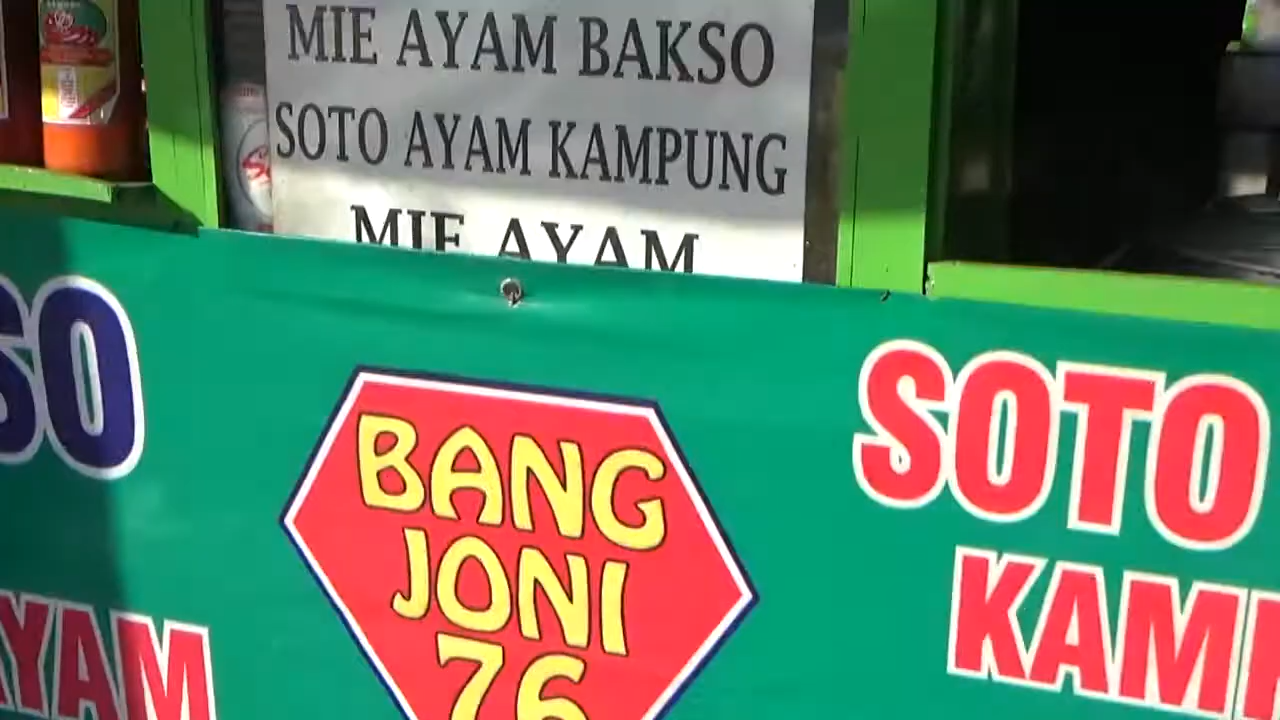 MIE AYAM BAKSO
SOTO AYAM KAMPUNG
MIE AYAM
SO
AYAM
BANG
JONI
76
SOTO
KAM